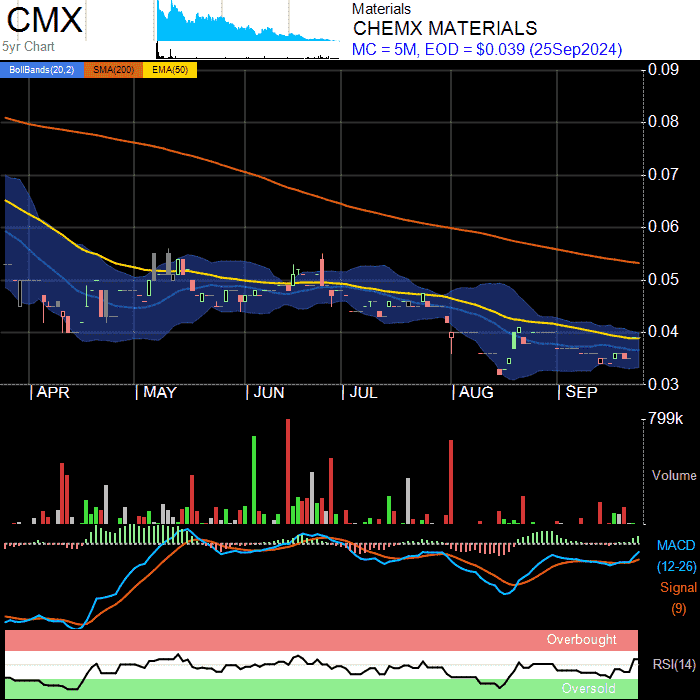 CMX
5yr Chart
Materials
CHEMX MATERIALS
MC = 5M, EOD = $0.039 (25Sep2024)
BollBands(20,2) SMA(200) EMA(50)
0.09
0.08
0.07
0.06
0.05
0.04
0.03
APR MAY JUN JUL AUG SEP
799k
Volume
MACD
(12-26)
Signal
(9)
Overbought
RSI(14)
Oversold